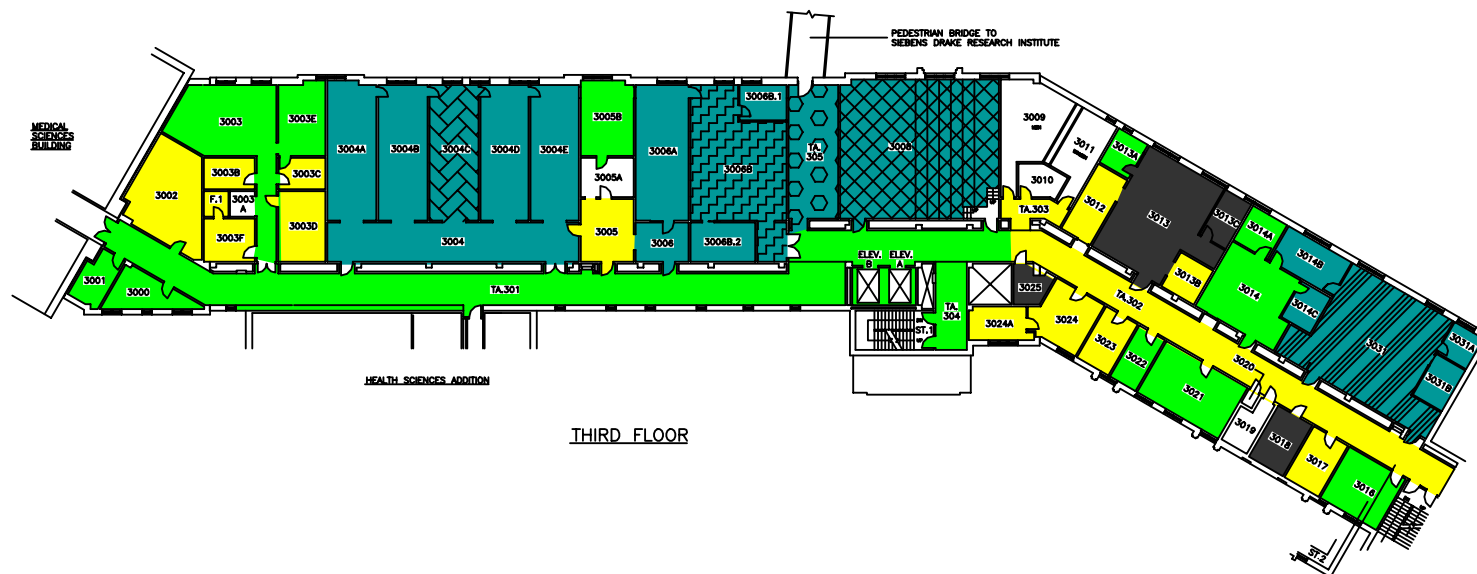 PEDESTRIAN BRIDGE TO
SIEBENS DRAKE RESEARCH INSTITUTE
MEDICAL
SCIENCES
BUILDING
3003
3003E
3004A
3004B
3004C
3004D
3004E
3005B
3006A
3006B.1
3006B
TA.
305
3008
3009
3011
3010
3013A
3002
3003B
3003C
F.1
3003
A
3003D
3003F
3005A
3005
3004
3006
3006B.2
TA.303
3012
3013
3013C
3014A
3014B
3013B
3014
3014C
3001
3000
TA.301
ELEV.
B
ELEV.
A
TA.
304
ST.1
3025
3024A
3024
TA.302
3023
3022
3021
3020
3031
3031A
3031B
3019
3018
3017
3016
ST.2
HEALTH SCIENCES ADDITION
THIRD FLOOR